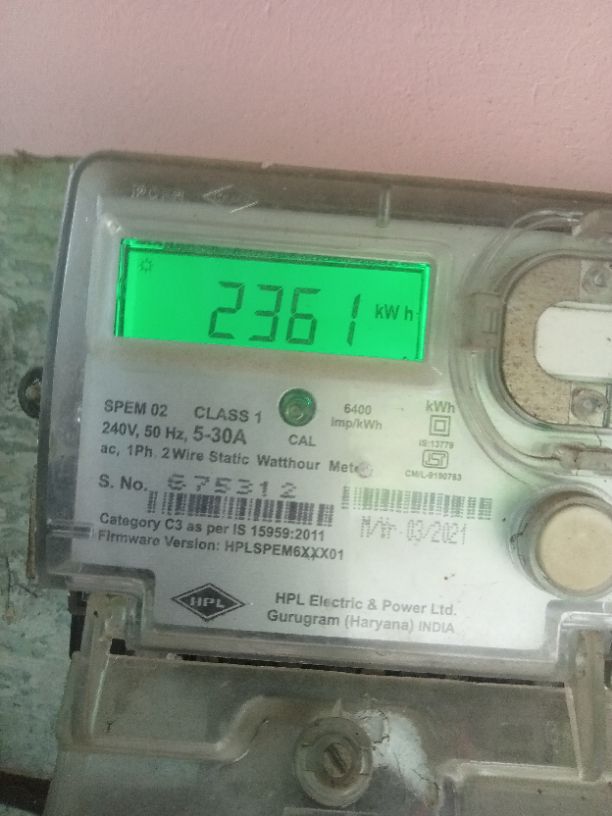 2361 kWh
SPEM 02 CLASS 1
240V, 50 Hz, 5-30A
ac, 1Ph. 2 Wire Static Watthour Meter
CAL
6400
imp/kWh
kWh
IS:13779
CM/L-9190783
S. No. 675312
Category C3 as per IS 15959:2011
Firmware Version: HPLSPEM6XXX01
M/Yr 03/2021
HPL
HPL Electric & Power Ltd.
Gurugram (Haryana) INDIA